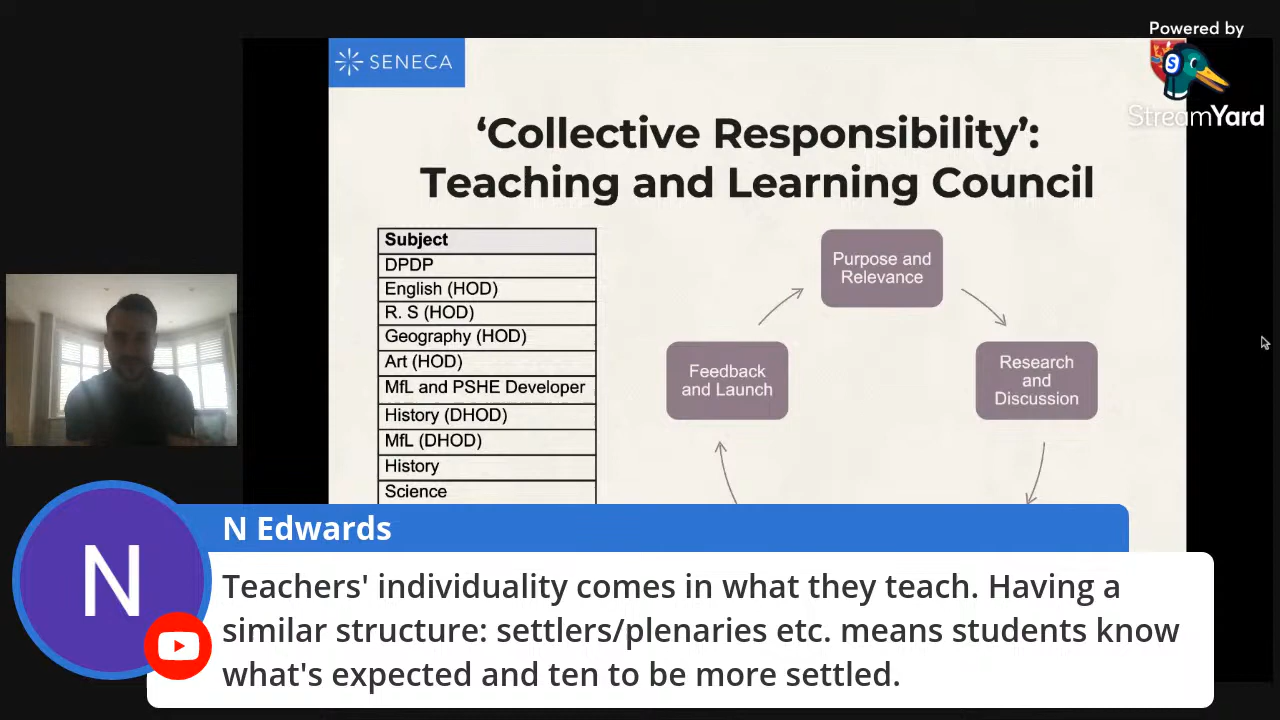 Powered by
S
StreamYard
SENECA
‘Collective Responsibility’:
Teaching and Learning Council
Subject
DPDP
English (HOD)
R. S (HOD)
Geography (HOD)
Art (HOD)
MfL and PSHE Developer
History (DHOD)
MfL (DHOD)
History
Science
Purpose and
Relevance
Research
and
Discussion
Feedback
and Launch
N
N Edwards
Teachers' individuality comes in what they teach. Having a
similar structure: settlers/plenaries etc. means students know
what's expected and ten to be more settled.